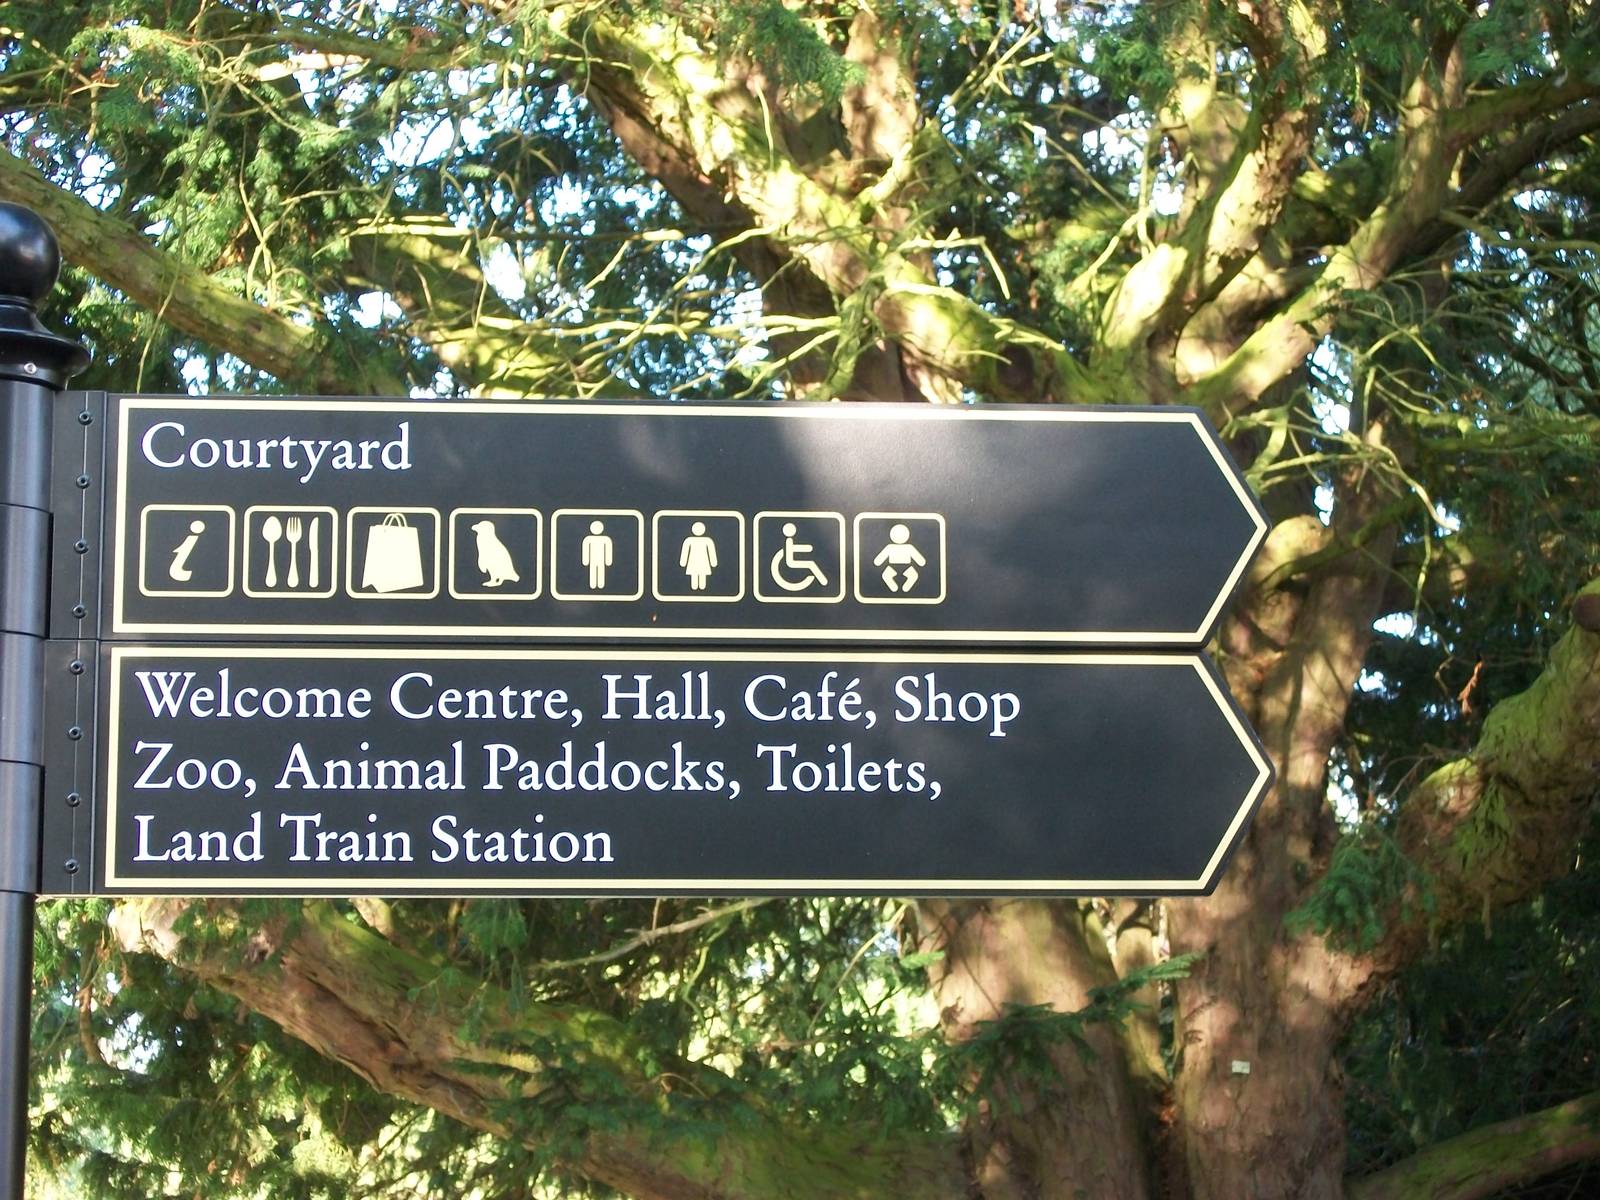 Courtyard
i
Welcome Centre, Hall, Café, Shop
Zoo, Animal Paddocks, Toilets,
Land Train Station